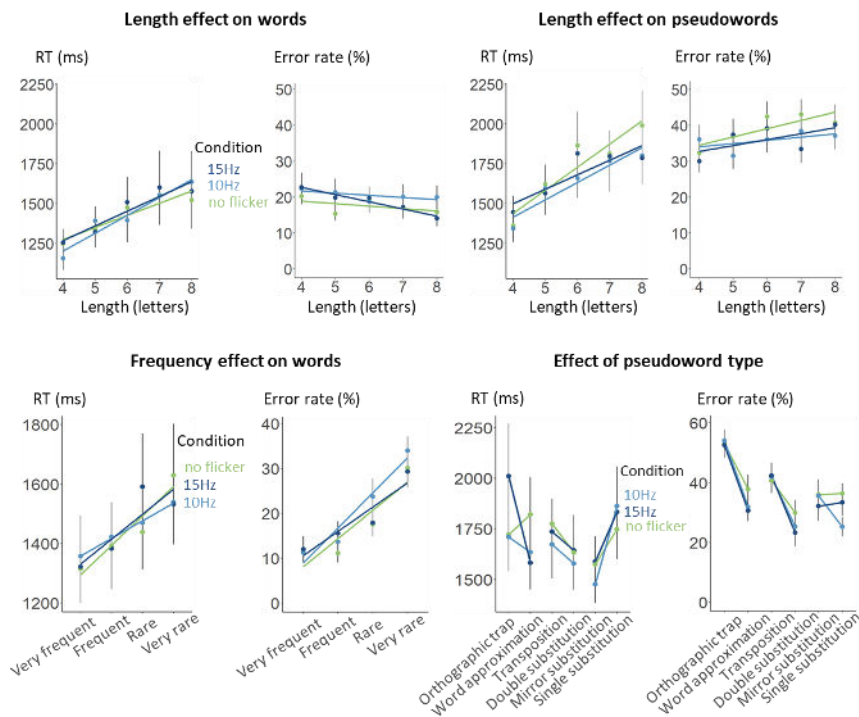 Length effect on words
Length effect on pseudowords
RT (ms)
Error rate (%)
RT (ms)
Error rate (%)
2250
2000
1750
1500
1250
50
40
30
20
10
0
2250
2000
1750
1500
1250
50
40
30
20
10
0
Condition
15Hz
10Hz
no flicker
4 5 6 7 8
4 5 6 7 8
4 5 6 7 8
4 5 6 7 8
Length (letters)
Length (letters)
Length (letters)
Length (letters)
Frequency effect on words
Effect of pseudoword type
RT (ms)
Error rate (%)
RT (ms)
Error rate (%)
1800
1600
1400
1200
Condition
no flicker
15Hz
10Hz
40
30
20
10
0
2250
2000
1750
1500
Condition
10Hz
15Hz
no flicker
60
40
20
0
Very frequent
Frequent
Rare
Very rare
Very frequent
Frequent
Rare
Very rare
Orthographic trap
Word approximation
Transposition
Double substitution
Mirror substitution
Single substitution
Orthographic trap
Word approximation
Transposition
Double substitution
Mirror substitution
Single substitution